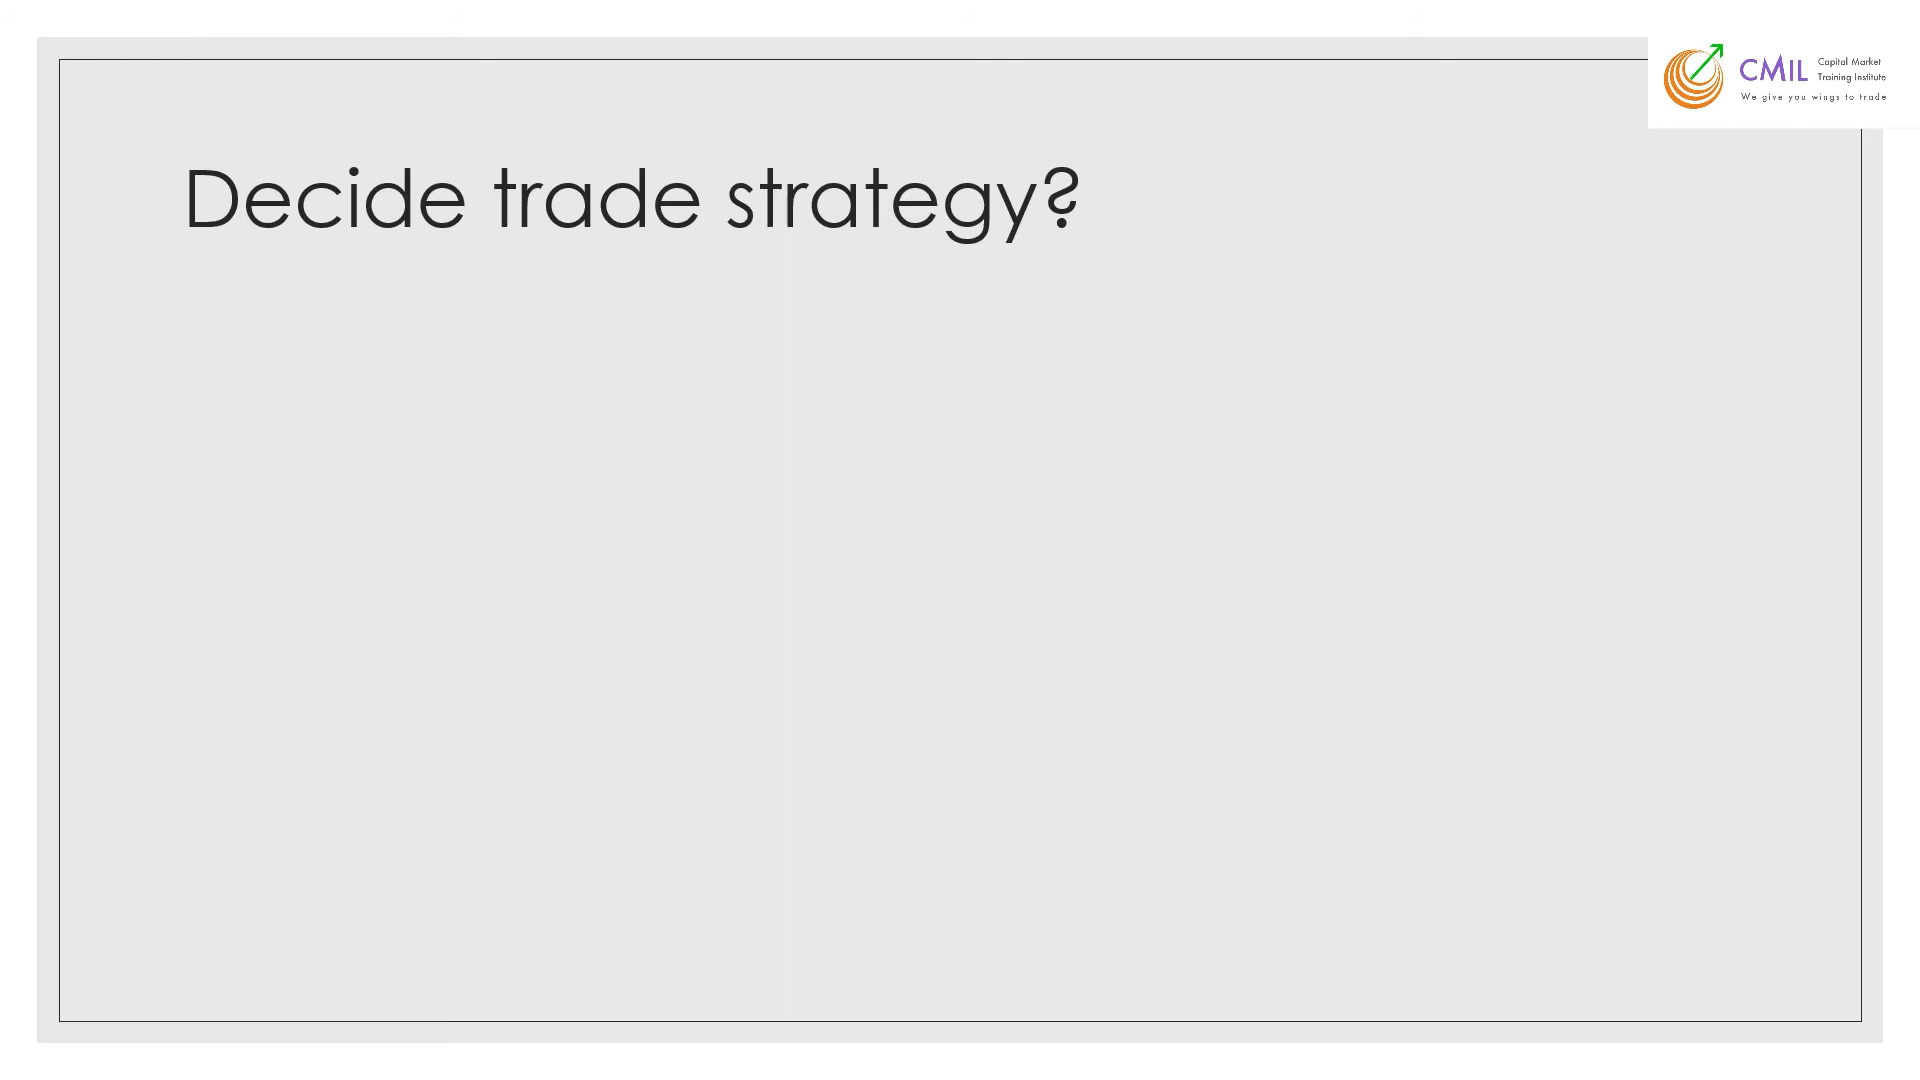 CMIL Capital Market
Training Institute
We give you wings to trade
Decide trade strategy?